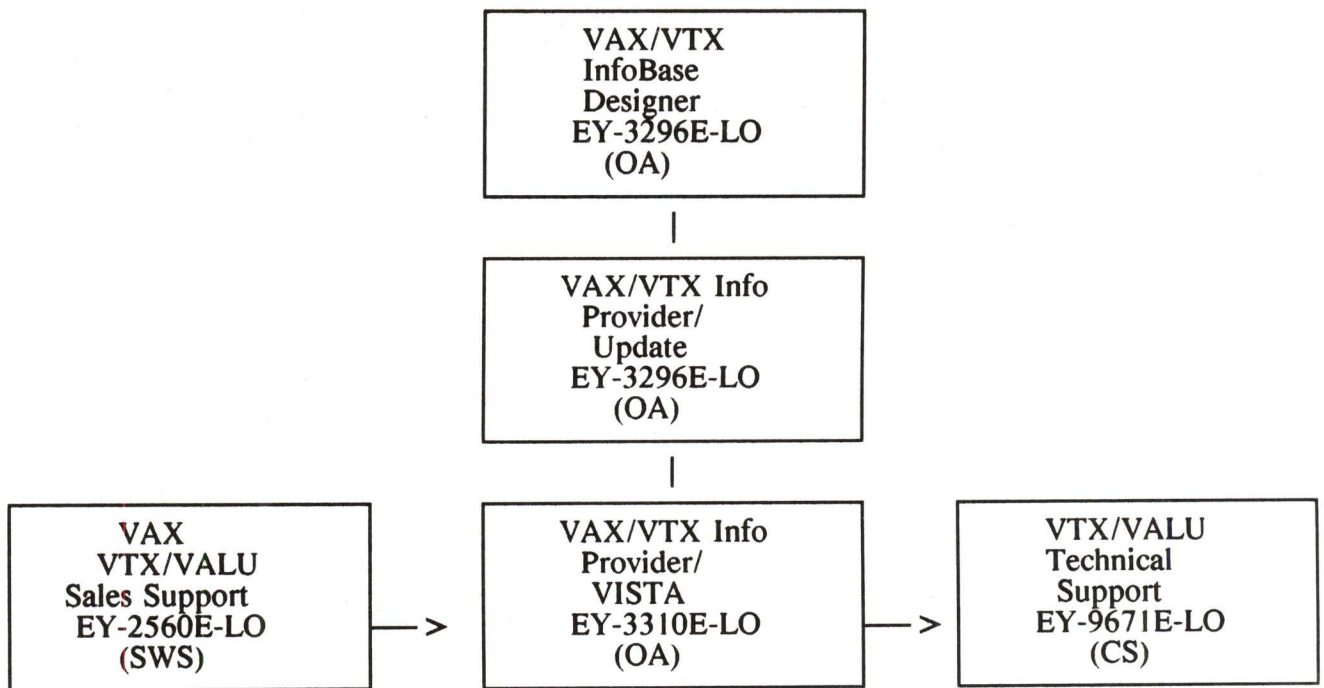 VAX/VTX
InfoBase
Designer
EY-3296E-LO
(OA)
VAX/VTX Info
Provider/
Update
EY-3296E-LO
(OA)
VAX
VTX/VALU
Sales Support
EY-2560E-LO
(SWS)
VAX/VTX Info
Provider/
VISTA
EY-3310E-LO
(OA)
VTX/VALU
Technical
Support
EY-9671E-LO
(CS)